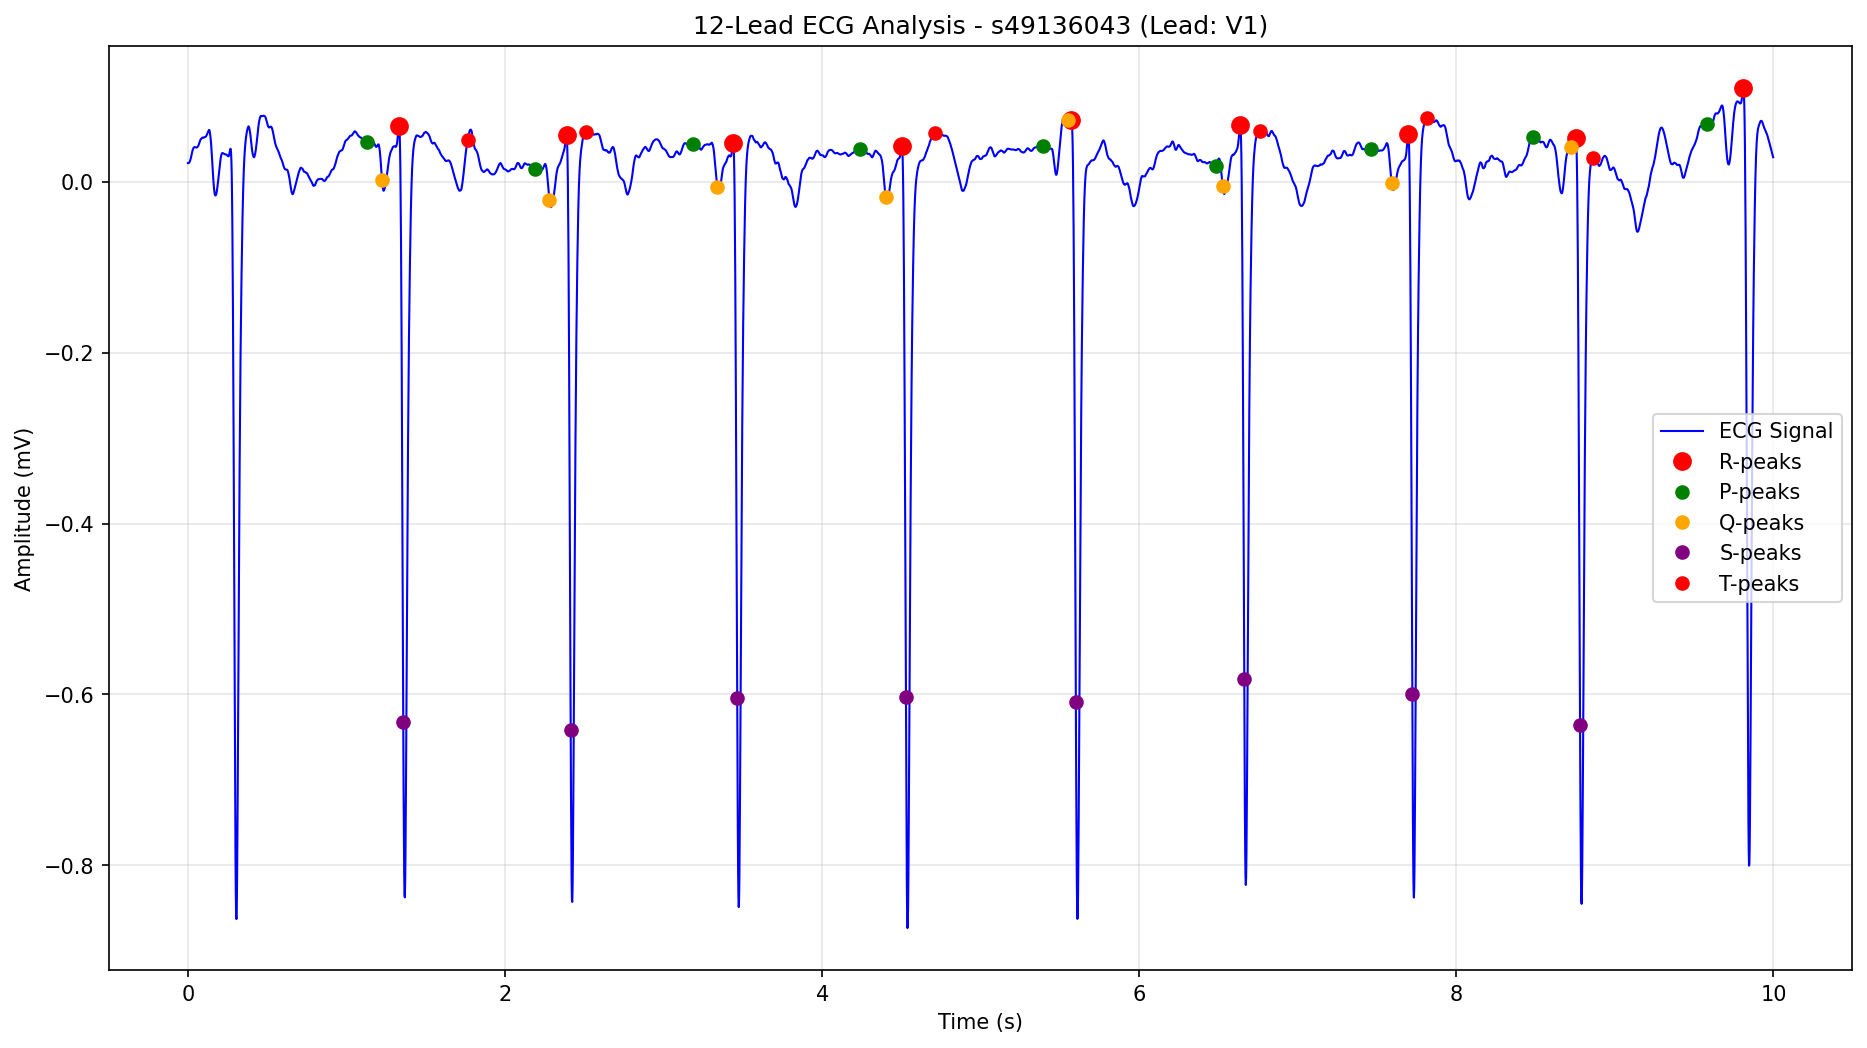 12-Lead ECG Analysis - s49136043 (Lead: V1)
0.0
−0.2
−0.4
−0.6
−0.8
Amplitude (mV)
ECG Signal
R-peaks
P-peaks
Q-peaks
S-peaks
T-peaks
0 2 4 6 8 10
Time (s)